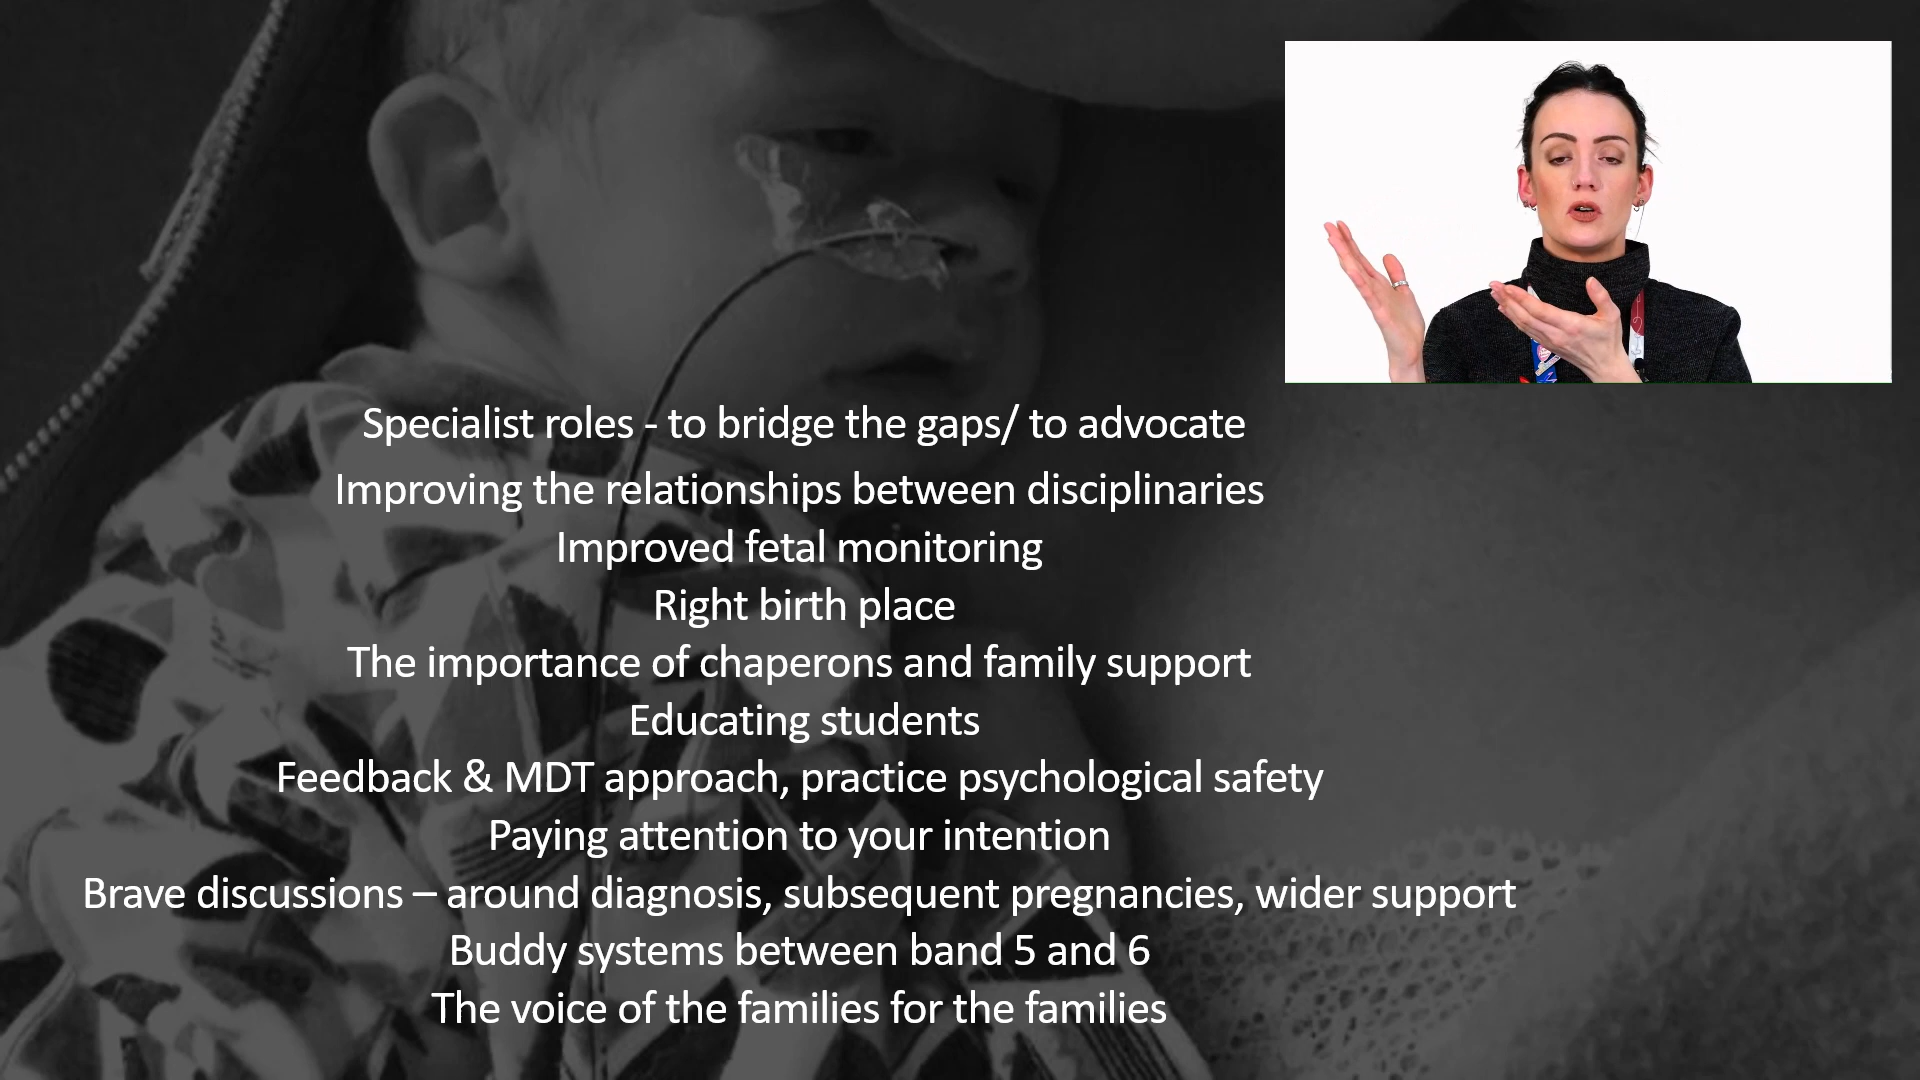 Specialist roles - to bridge the gaps/ to advocate
Improving the relationships between disciplinaries
Improved fetal monitoring
Right birth place
The importance of chaperons and family support
Educating students
Feedback & MDT approach, practice psychological safety
Paying attention to your intention
Brave discussions – around diagnosis, subsequent pregnancies, wider support
Buddy systems between band 5 and 6
The voice of the families for the families